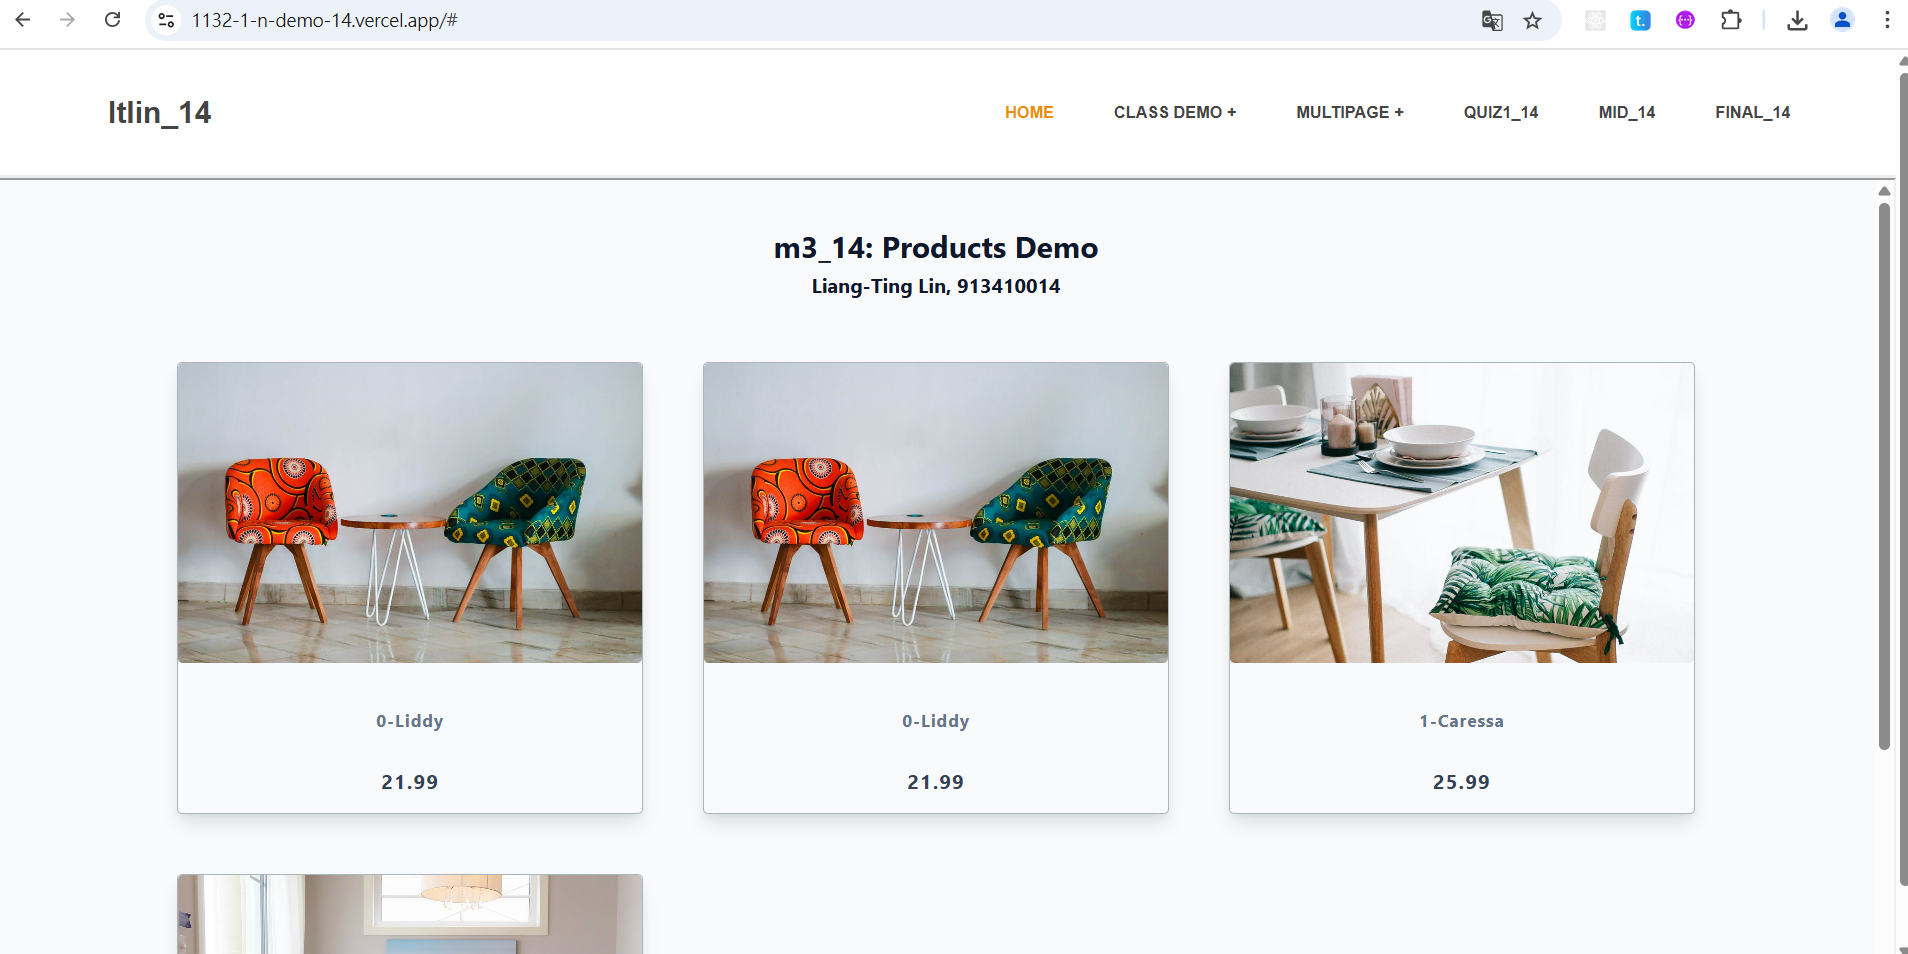 1132-1-n-demo-14.vercel.app/#
ltlin_14
HOME
CLASS DEMO +
MULTIPAGE +
QUIZ1_14
MID_14
FINAL_14
m3_14: Products Demo
Liang-Ting Lin, 913410014
0-Liddy
0-Liddy
1-Caressa
21.99
21.99
25.99